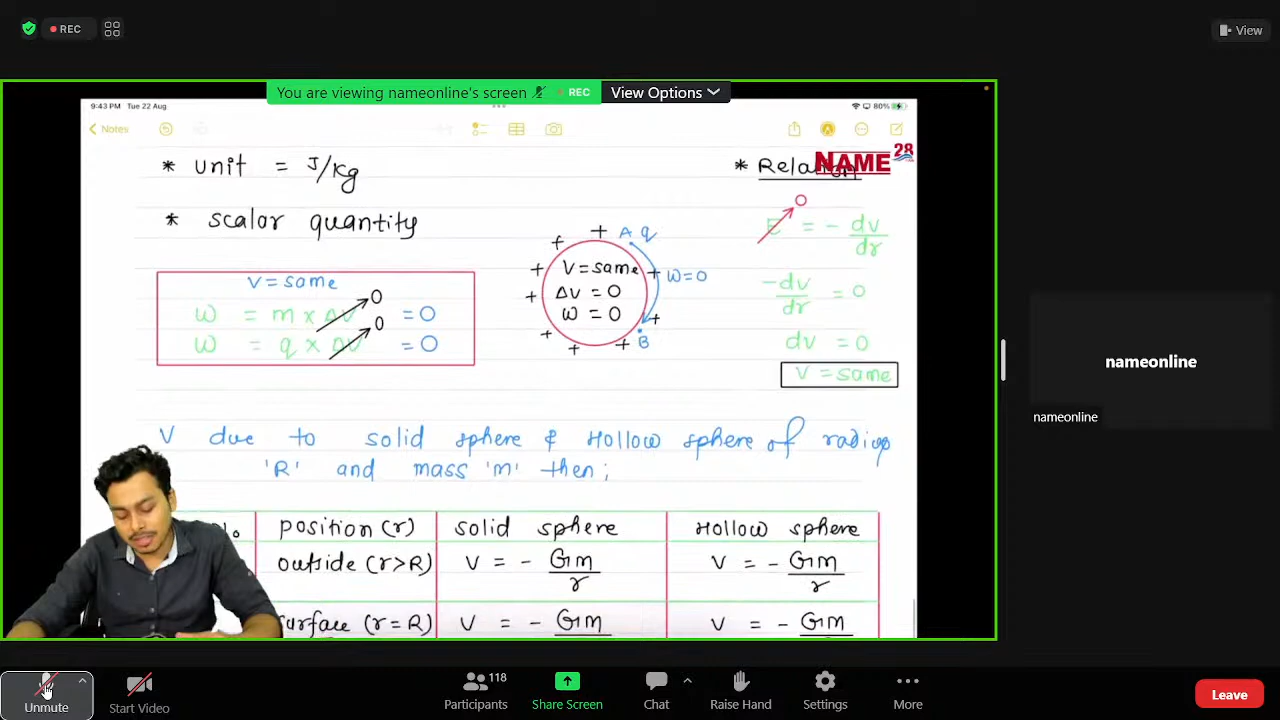 REC
View
You are viewing nameonline's screen
REC
View Options
9:43 PM Tue 22 Aug
80%
Notes
* unit = J/kg
* Relation
NAME 28
* scalar quantity
V = same
W = m × ΔV = 0
0
W = q × ΔV = 0
0
A q
V = same
ΔV = 0
W = 0
W = 0
B
E = - dv/dr
0
-dv/dr = 0
dv = 0
V = same
V due to solid sphere & Hollow sphere of radius
'R' and mass 'm' then;
position (r) solid sphere Hollow sphere
outside (r>R) V = - Gm/r V = - Gm/r
surface (r=R) V = - Gm V = - Gm
nameonline
nameonline
Unmute
Start Video
118
Participants
Share Screen
Chat
Raise Hand
Settings
More
Leave